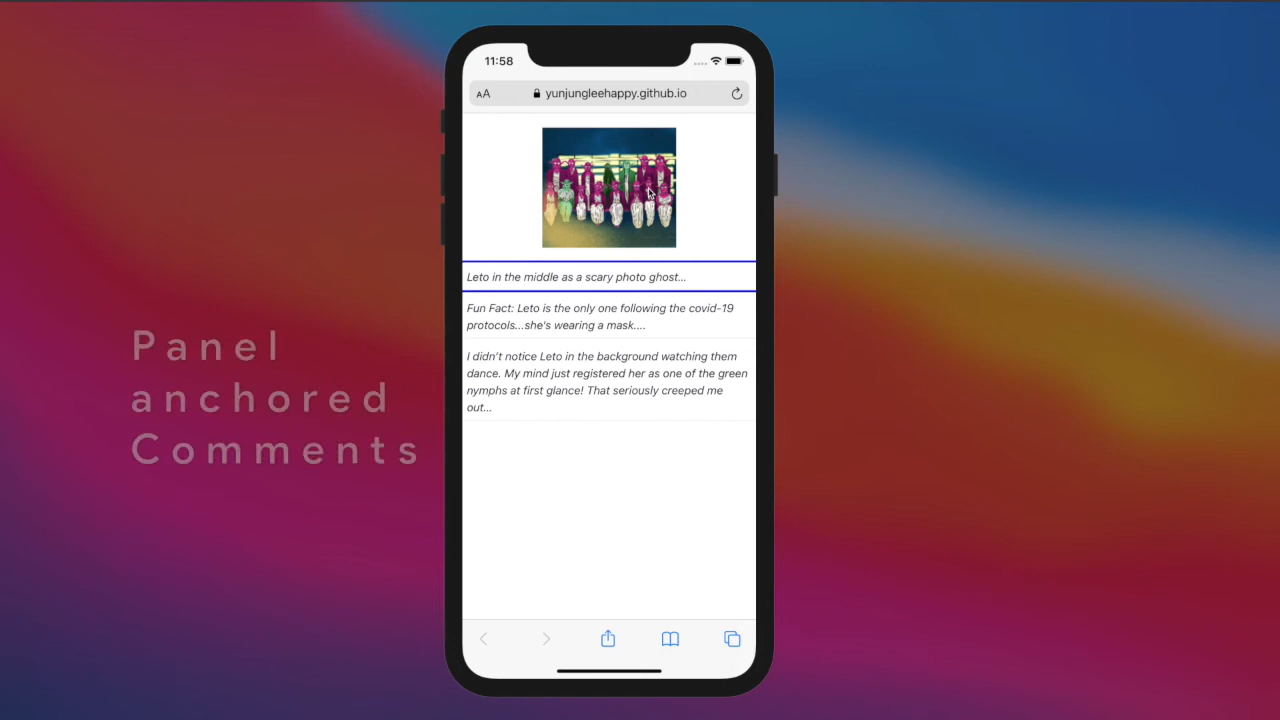 11:58
AA yunjungleehappy.github.io
Leto in the middle as a scary photo ghost...
Fun Fact: Leto is the only one following the covid-19
protocols...she's wearing a mask....
I didn't notice Leto in the background watching them
dance. My mind just registered her as one of the green
nymphs at first glance! That seriously creeped me
out...
Panel
anchored
Comments